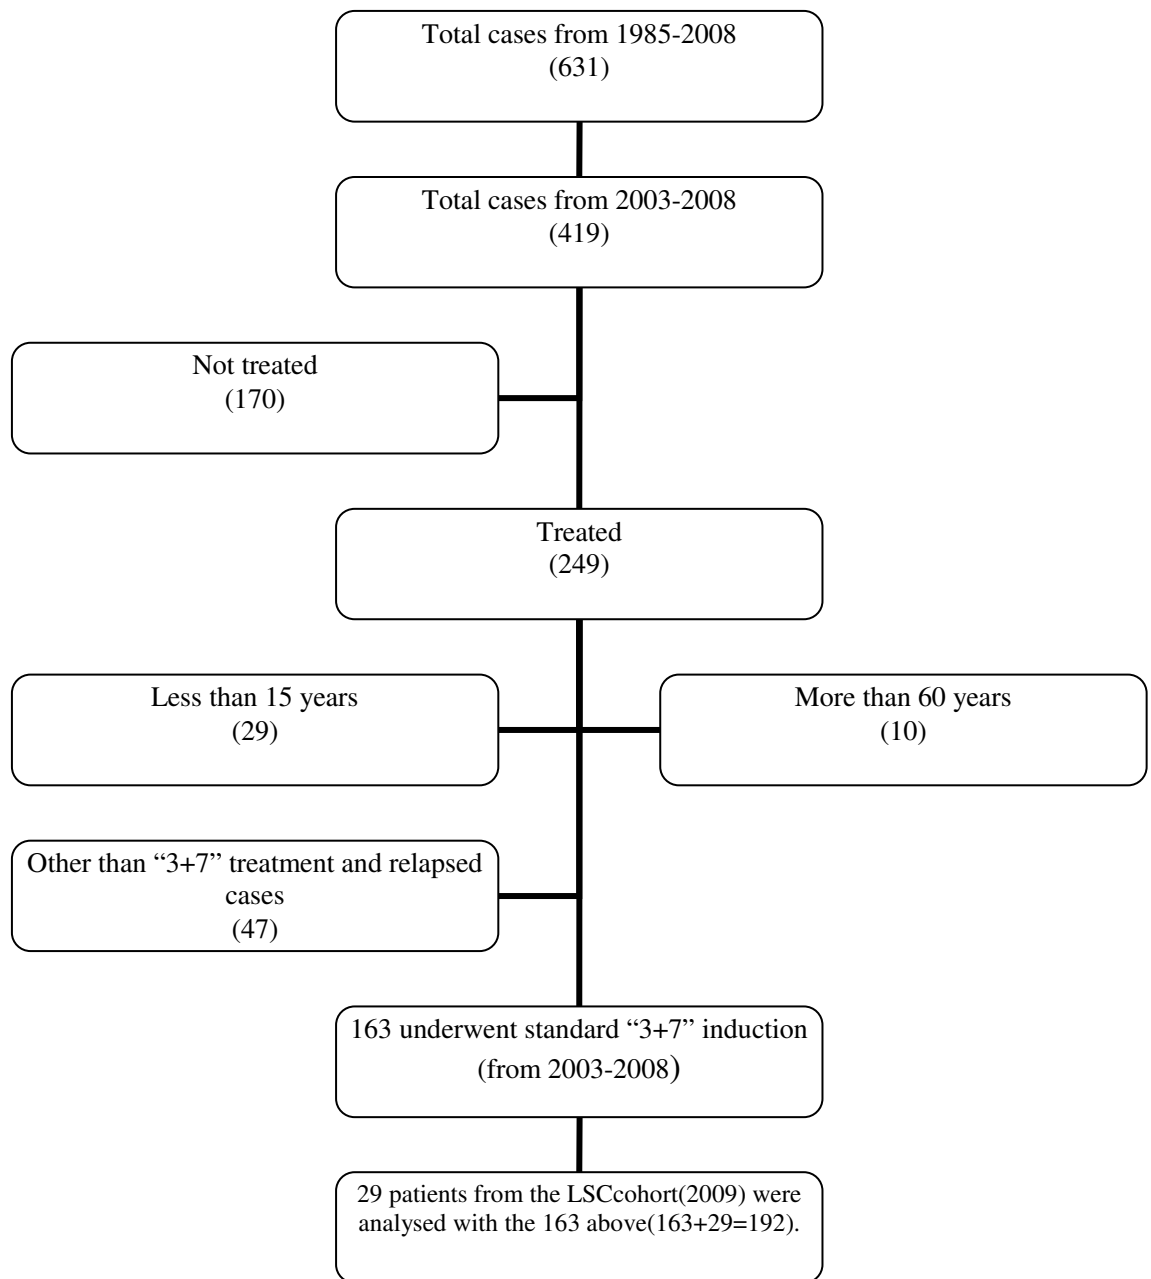 Total cases from 1985-2008
(631)
Total cases from 2003-2008
(419)
Not treated
(170)
Treated
(249)
Less than 15 years
(29)
More than 60 years
(10)
Other than “3+7” treatment and relapsed
cases
(47)
163 underwent standard “3+7” induction
(from 2003-2008)
29 patients from the LSCcohort(2009) were
analysed with the 163 above(163+29=192).